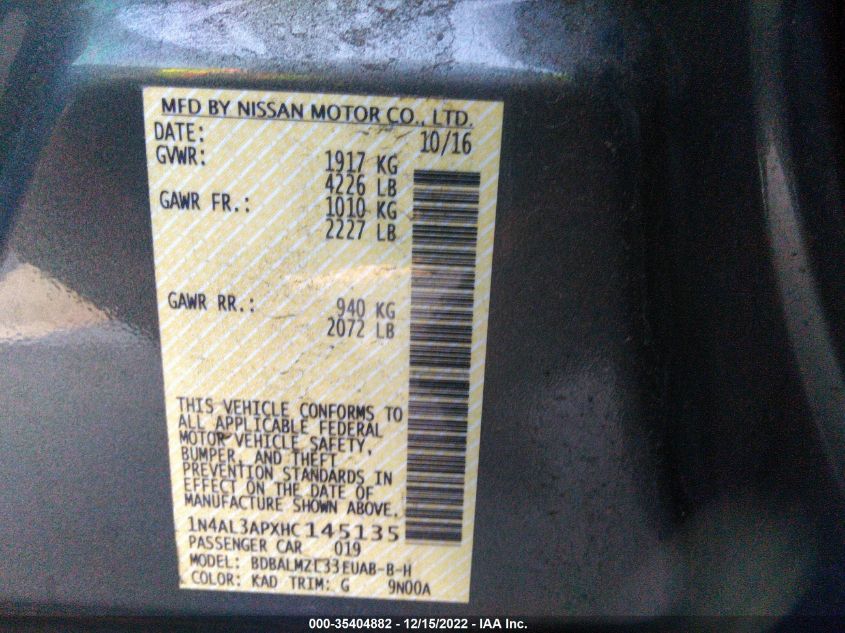 MFD BY NISSAN MOTOR CO., LTD.
DATE: 10/16
GVWR: 1917 KG
4226 LB
GAWR FR.: 1010 KG
2227 LB
GAWR RR.: 940 KG
2072 LB
THIS VEHICLE CONFORMS TO
ALL APPLICABLE FEDERAL
MOTOR VEHICLE SAFETY,
BUMPER, AND THEFT
PREVENTION STANDARDS IN
EFFECT ON THE DATE OF
MANUFACTURE SHOWN ABOVE.
1N4AL3APXHC145135
PASSENGER CAR 019
MODEL: BDBALMZL33EUAB-B-H
COLOR: KAD TRIM: G 9N00A
000-35404882 - 12/15/2022 - IAA Inc.